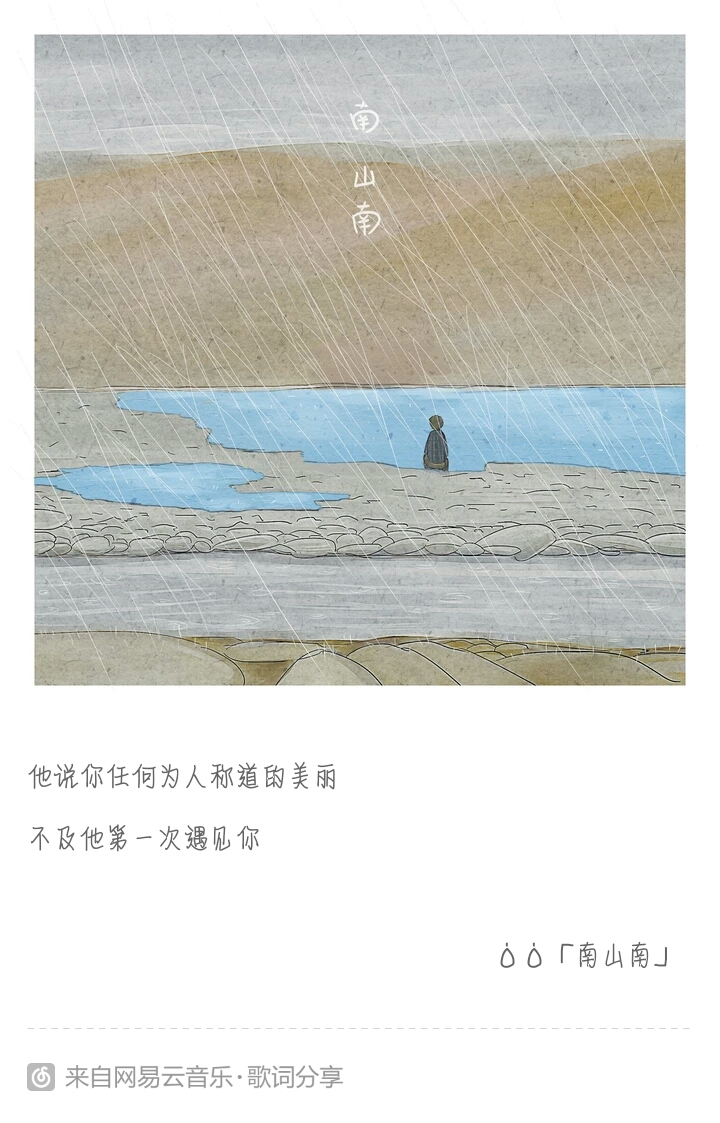 南
山
南
他说你任何为人称道的美丽
不及他第一次遇见你
「南山南」
来自网易云音乐·歌词分享